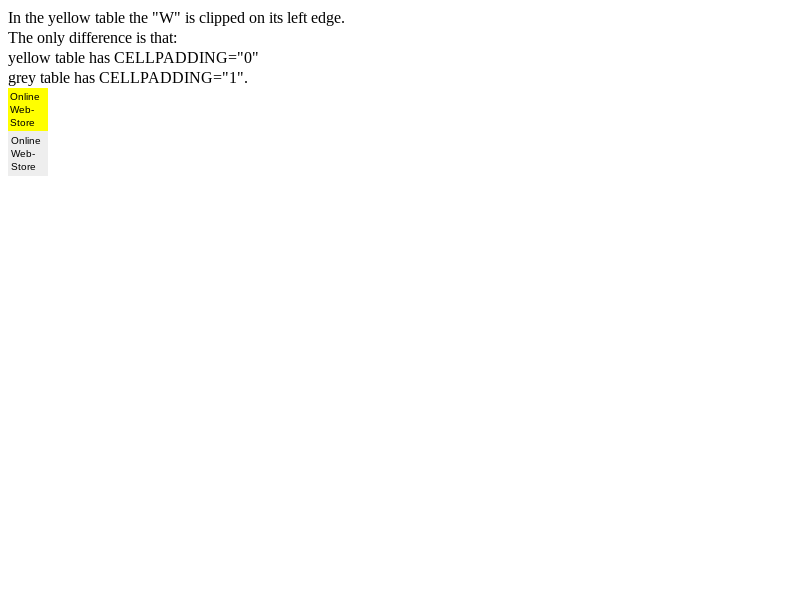 In the yellow table the "W" is clipped on its left edge.
The only difference is that:
yellow table has CELLPADDING="0"
grey table has CELLPADDING="1".
Online
Web-
Store
Online
Web-
Store